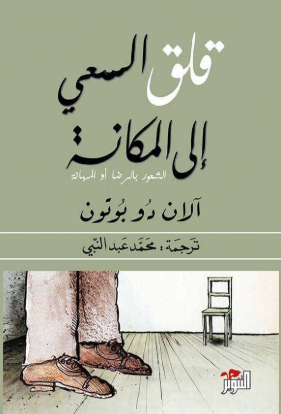 قلق السعي
إلى المكانة
الشعور بالرضا أو المهانة
آلان دو بوتون
ترجمة: محمد عبد النبي
التنوير